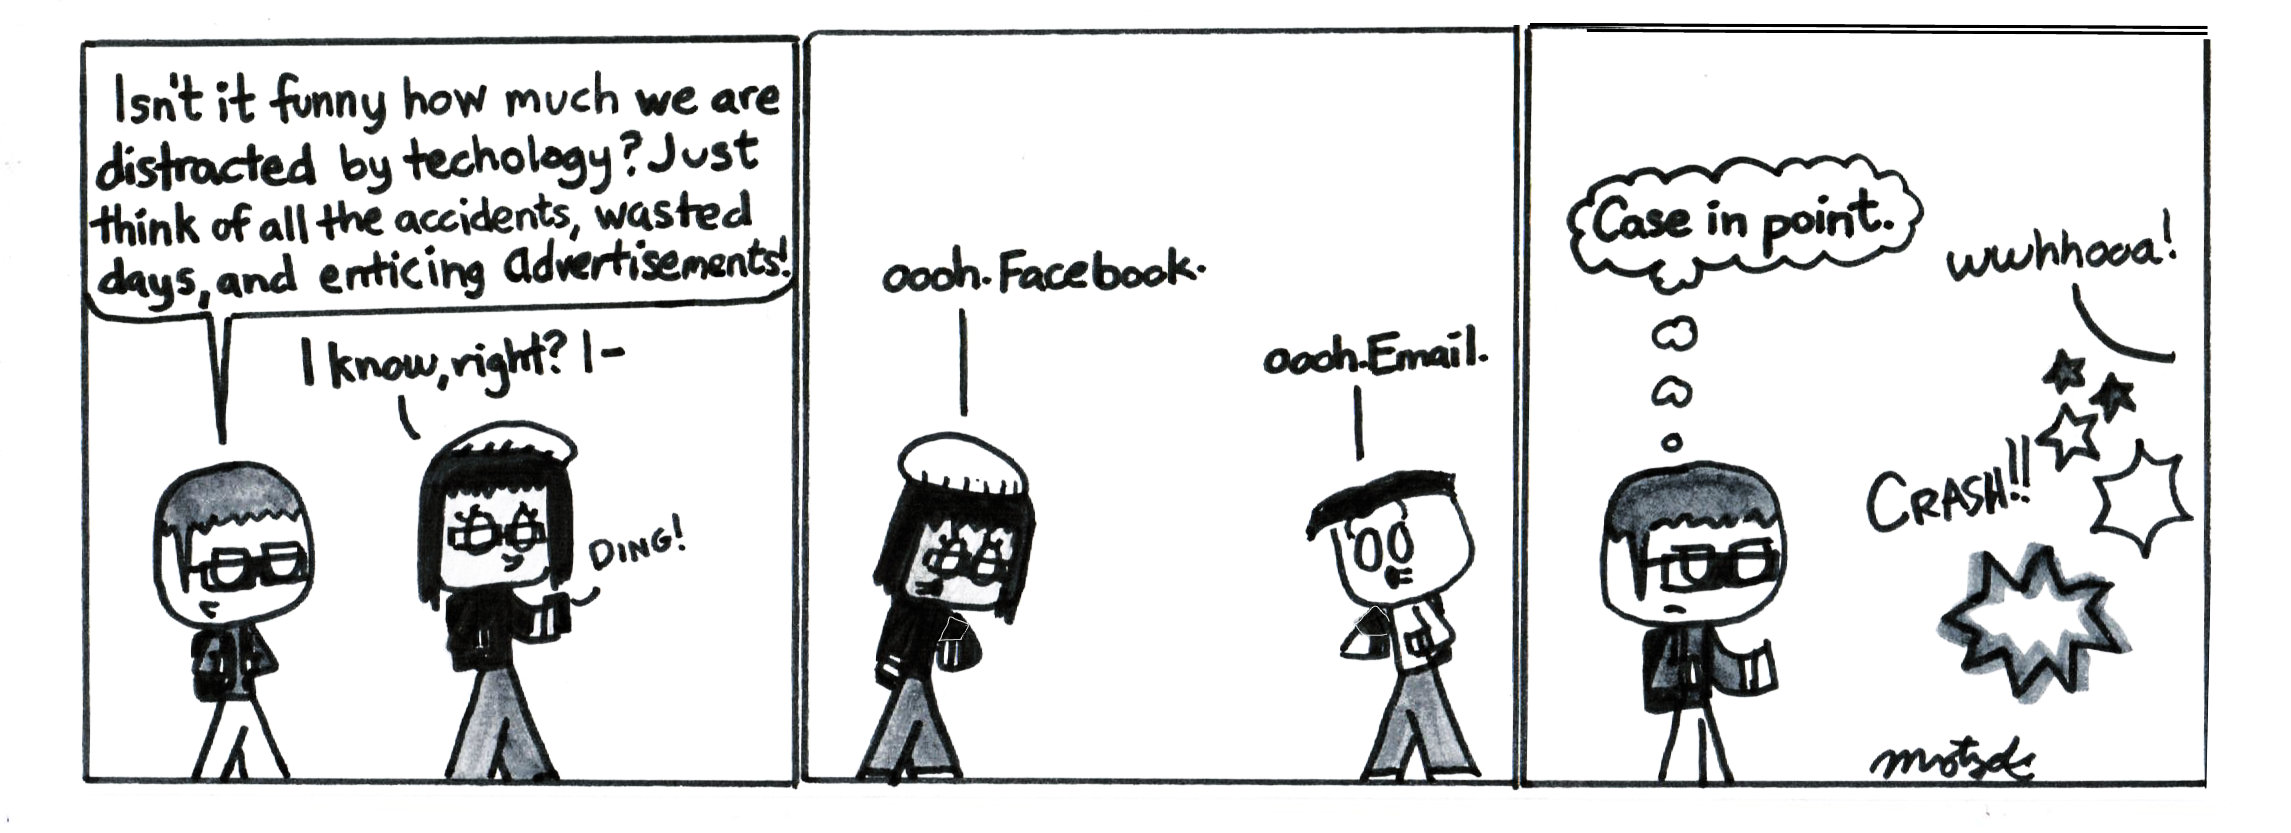 Isn't it funny how much we are
distracted by techology? Just
think of all the accidents, wasted
days, and enticing advertisements!
I know, right? I-
DING!
oooh. Facebook.
oooh. Email.
Case in point.
wwhhooa!
CRASH!!